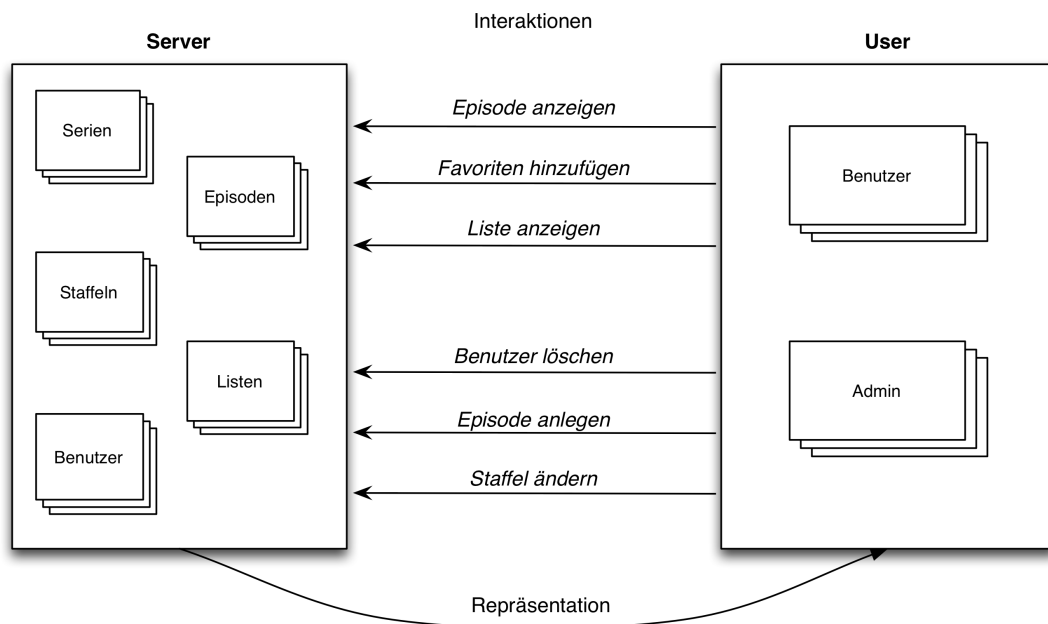 Interaktionen
Server
User
Serien
Episoden
Staffeln
Listen
Benutzer
Episode anzeigen
Favoriten hinzufügen
Liste anzeigen
Benutzer löschen
Episode anlegen
Staffel ändern
Benutzer
Admin
Repräsentation